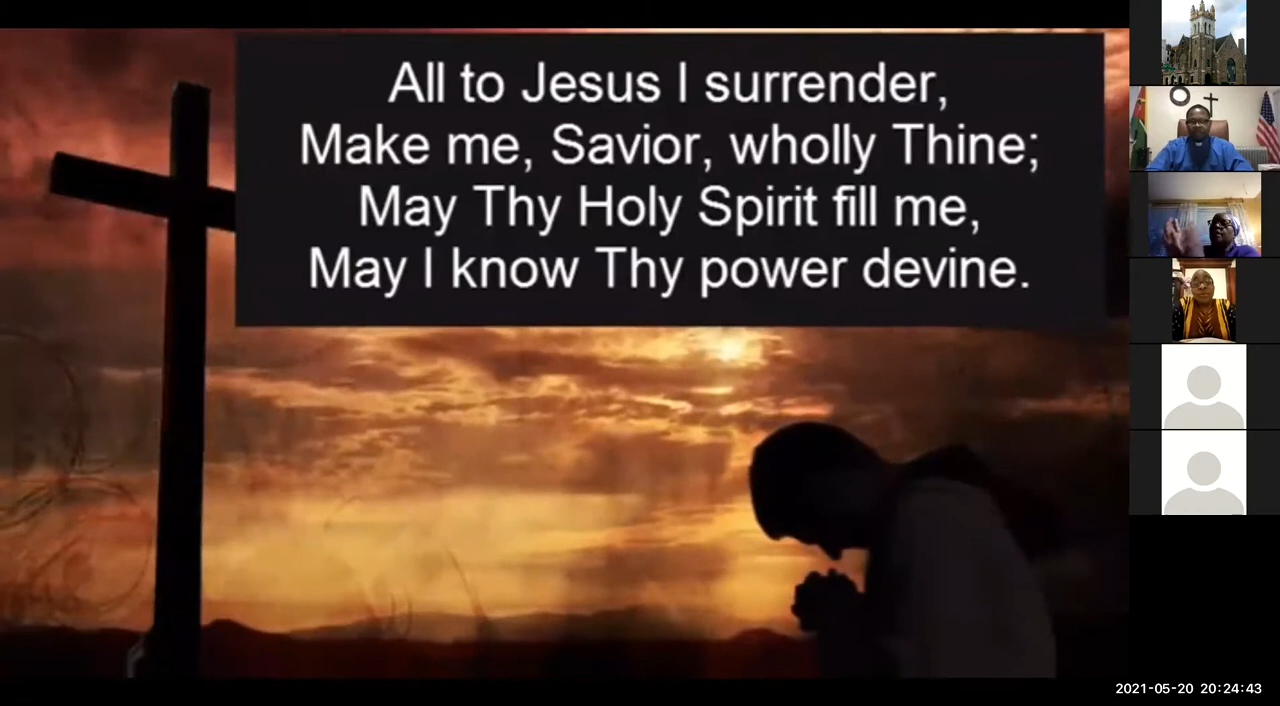 All to Jesus I surrender,
Make me, Savior, wholly Thine;
May Thy Holy Spirit fill me,
May I know Thy power devine.
2021-05-20 20:24:43